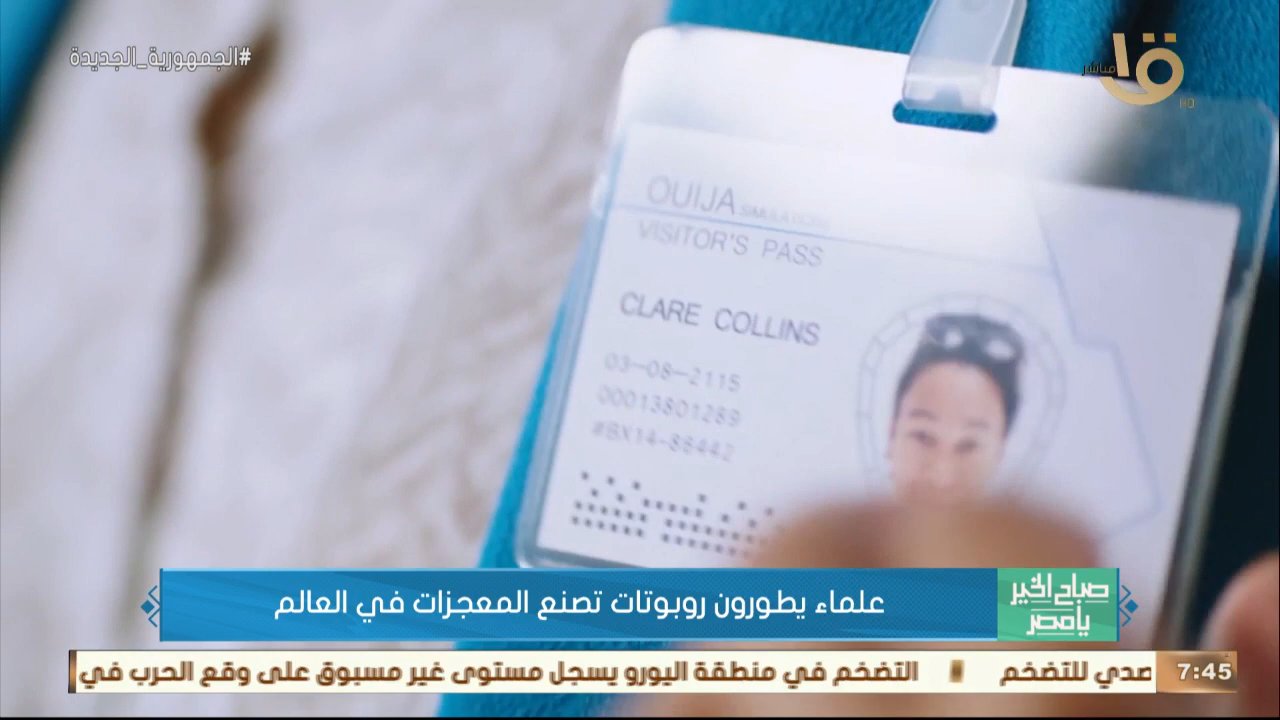 #الجمهورية_الجديدة
مباشر
HD
OUIJA
VISITOR'S PASS
CLARE COLLINS
03-08-2115
00013801289
#BX14-86442
علماء يطورون روبوتات تصنع المعجزات في العالم
صباح الخير
يا مصر
صدي للتضخم
التضخم في منطقة اليورو يسجل مستوى غير مسبوق على وقع الحرب في
7:45